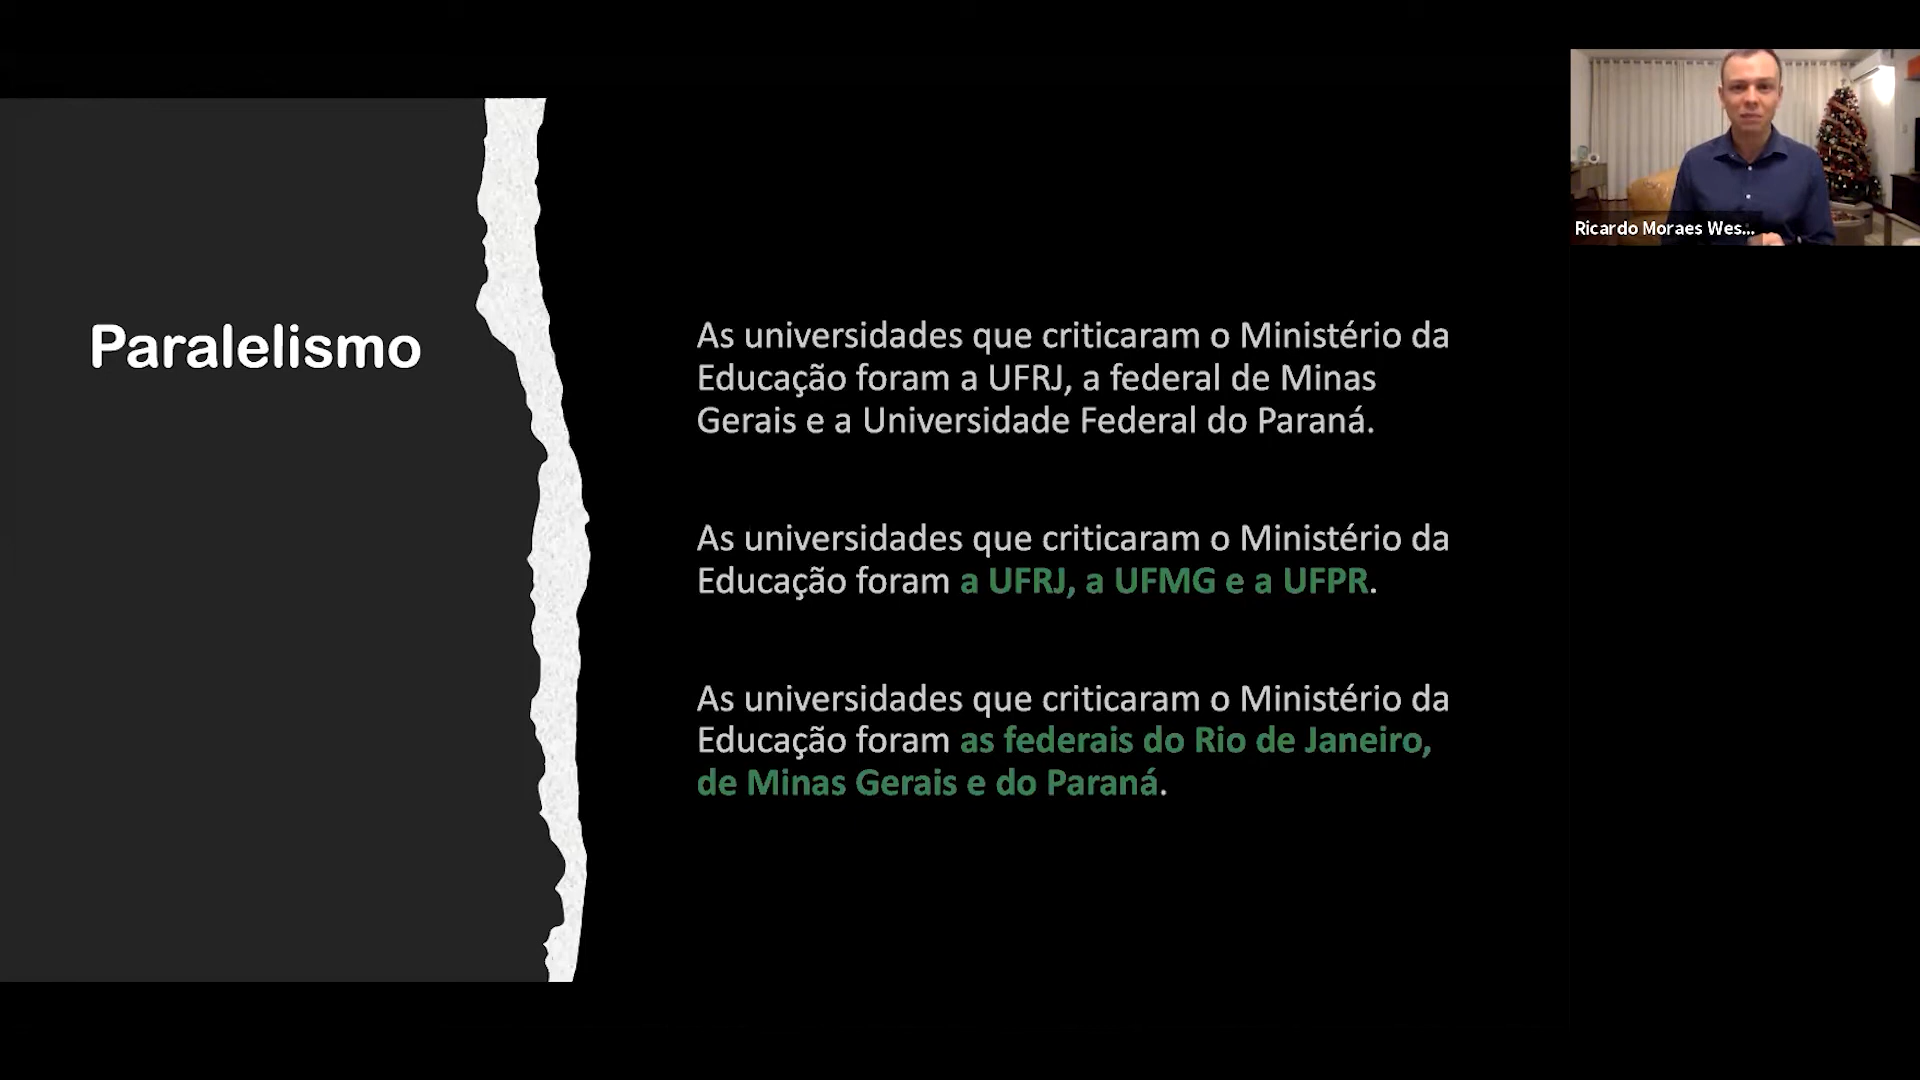 Ricardo Moraes Wes...
Paralelismo
As universidades que criticaram o Ministério da
Educação foram a UFRJ, a federal de Minas
Gerais e a Universidade Federal do Paraná.
As universidades que criticaram o Ministério da
Educação foram a UFRJ, a UFMG e a UFPR.
As universidades que criticaram o Ministério da
Educação foram as federais do Rio de Janeiro,
de Minas Gerais e do Paraná.